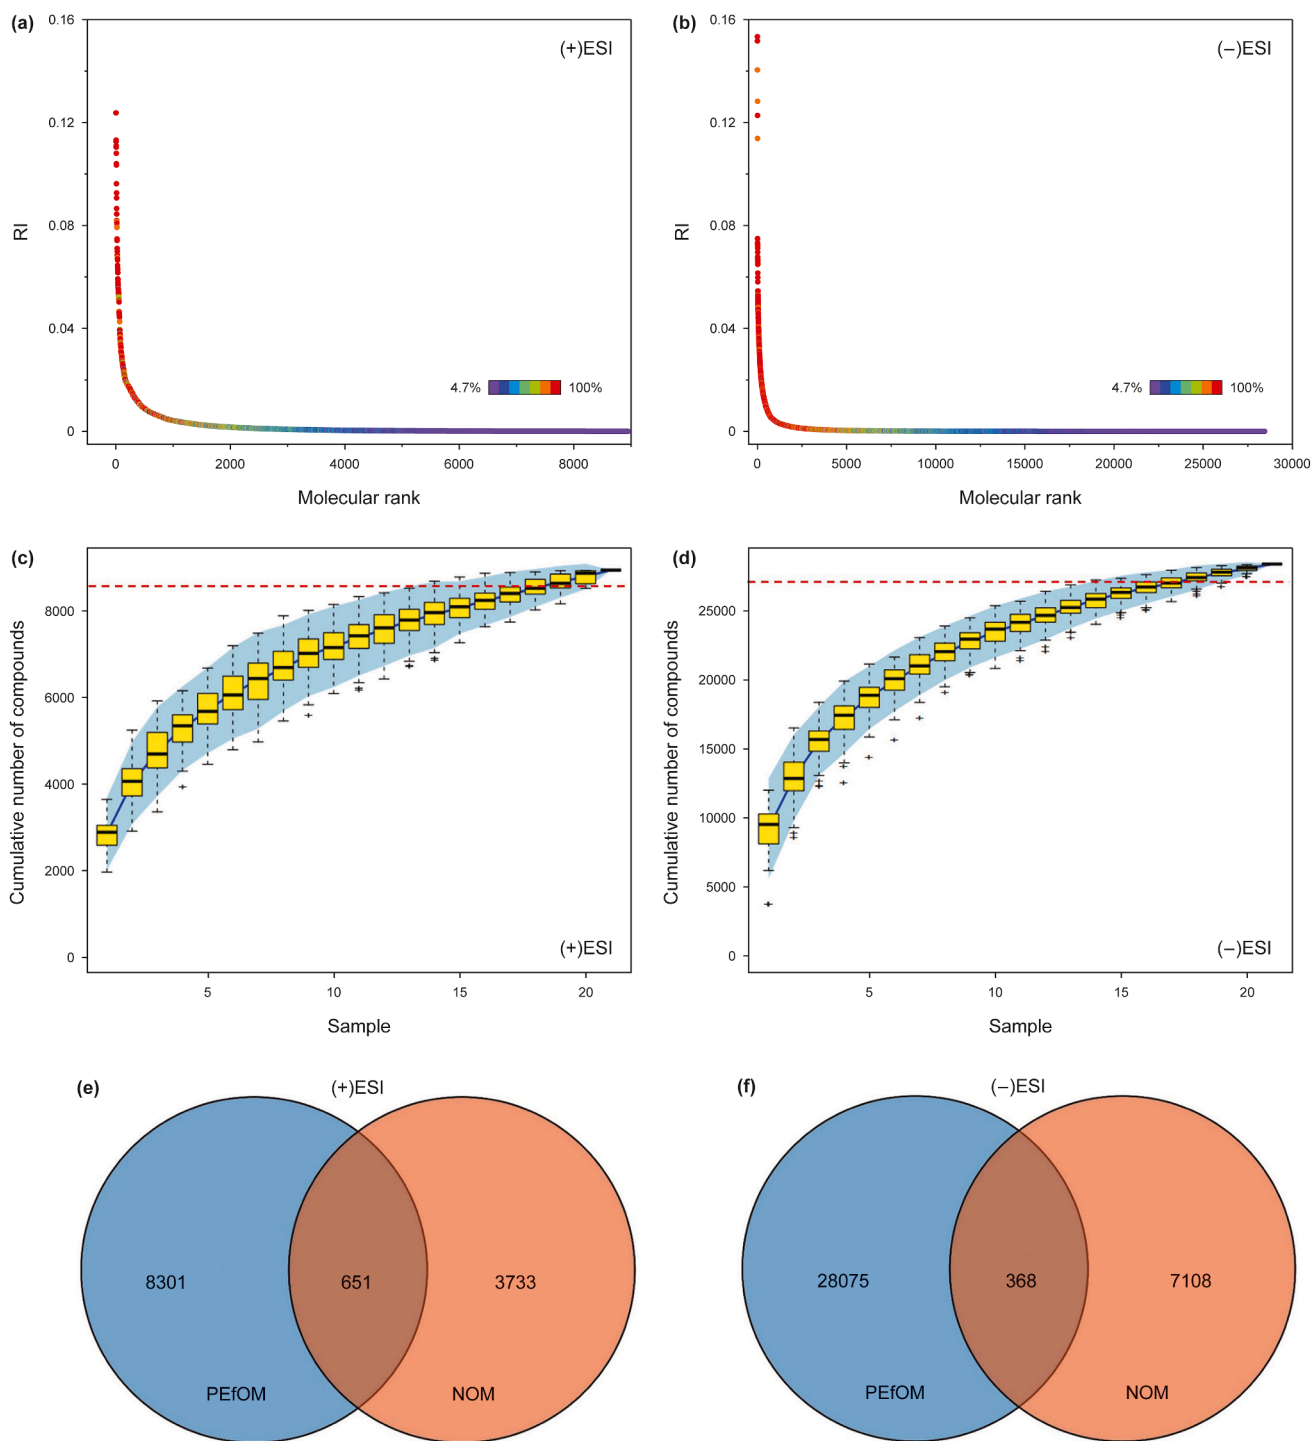 (a)
(+)ESI
0.16
0.12
0.08
0.04
0
RI
4.7%
100%
0
2000
4000
6000
8000
Molecular rank
(b)
(−)ESI
0.16
0.12
0.08
0.04
0
RI
4.7%
100%
0
5000
10000
15000
20000
25000
30000
Molecular rank
(c)
8000
6000
4000
2000
0
Cumulative number of compounds
(+)ESI
5
10
15
20
Sample
(d)
25000
20000
15000
10000
5000
0
Cumulative number of compounds
(−)ESI
5
10
15
20
Sample
(e)
(+)ESI
8301
651
3733
PEfOM
NOM
(f)
(−)ESI
28075
368
7108
PEfOM
NOM